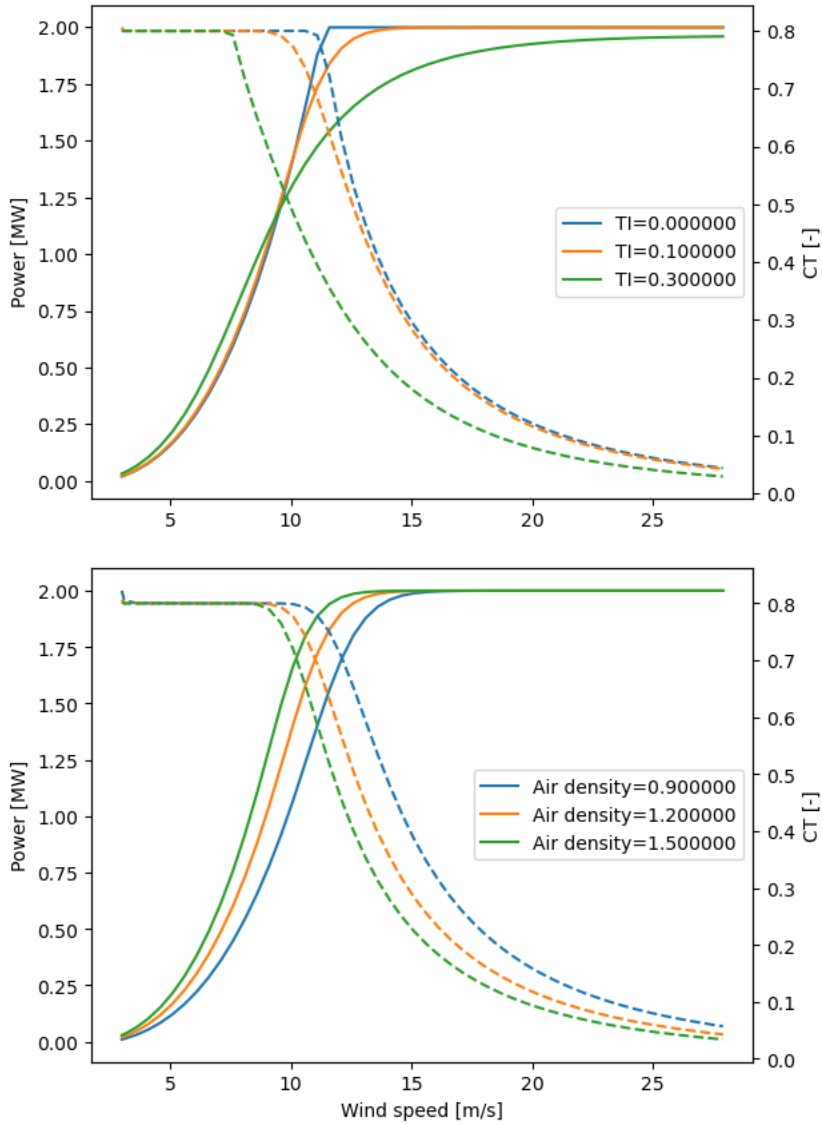 2.00
1.75
1.50
1.25
1.00
0.75
0.50
0.25
0.00
Power [MW]
0.8
0.7
0.6
0.5
0.4
0.3
0.2
0.1
0.0
CT [-]
TI=0.000000
TI=0.100000
TI=0.300000
5 10 15 20 25
2.00
1.75
1.50
1.25
1.00
0.75
0.50
0.25
0.00
Power [MW]
0.8
0.7
0.6
0.5
0.4
0.3
0.2
0.1
0.0
CT [-]
Air density=0.900000
Air density=1.200000
Air density=1.500000
5 10 15 20 25
Wind speed [m/s]